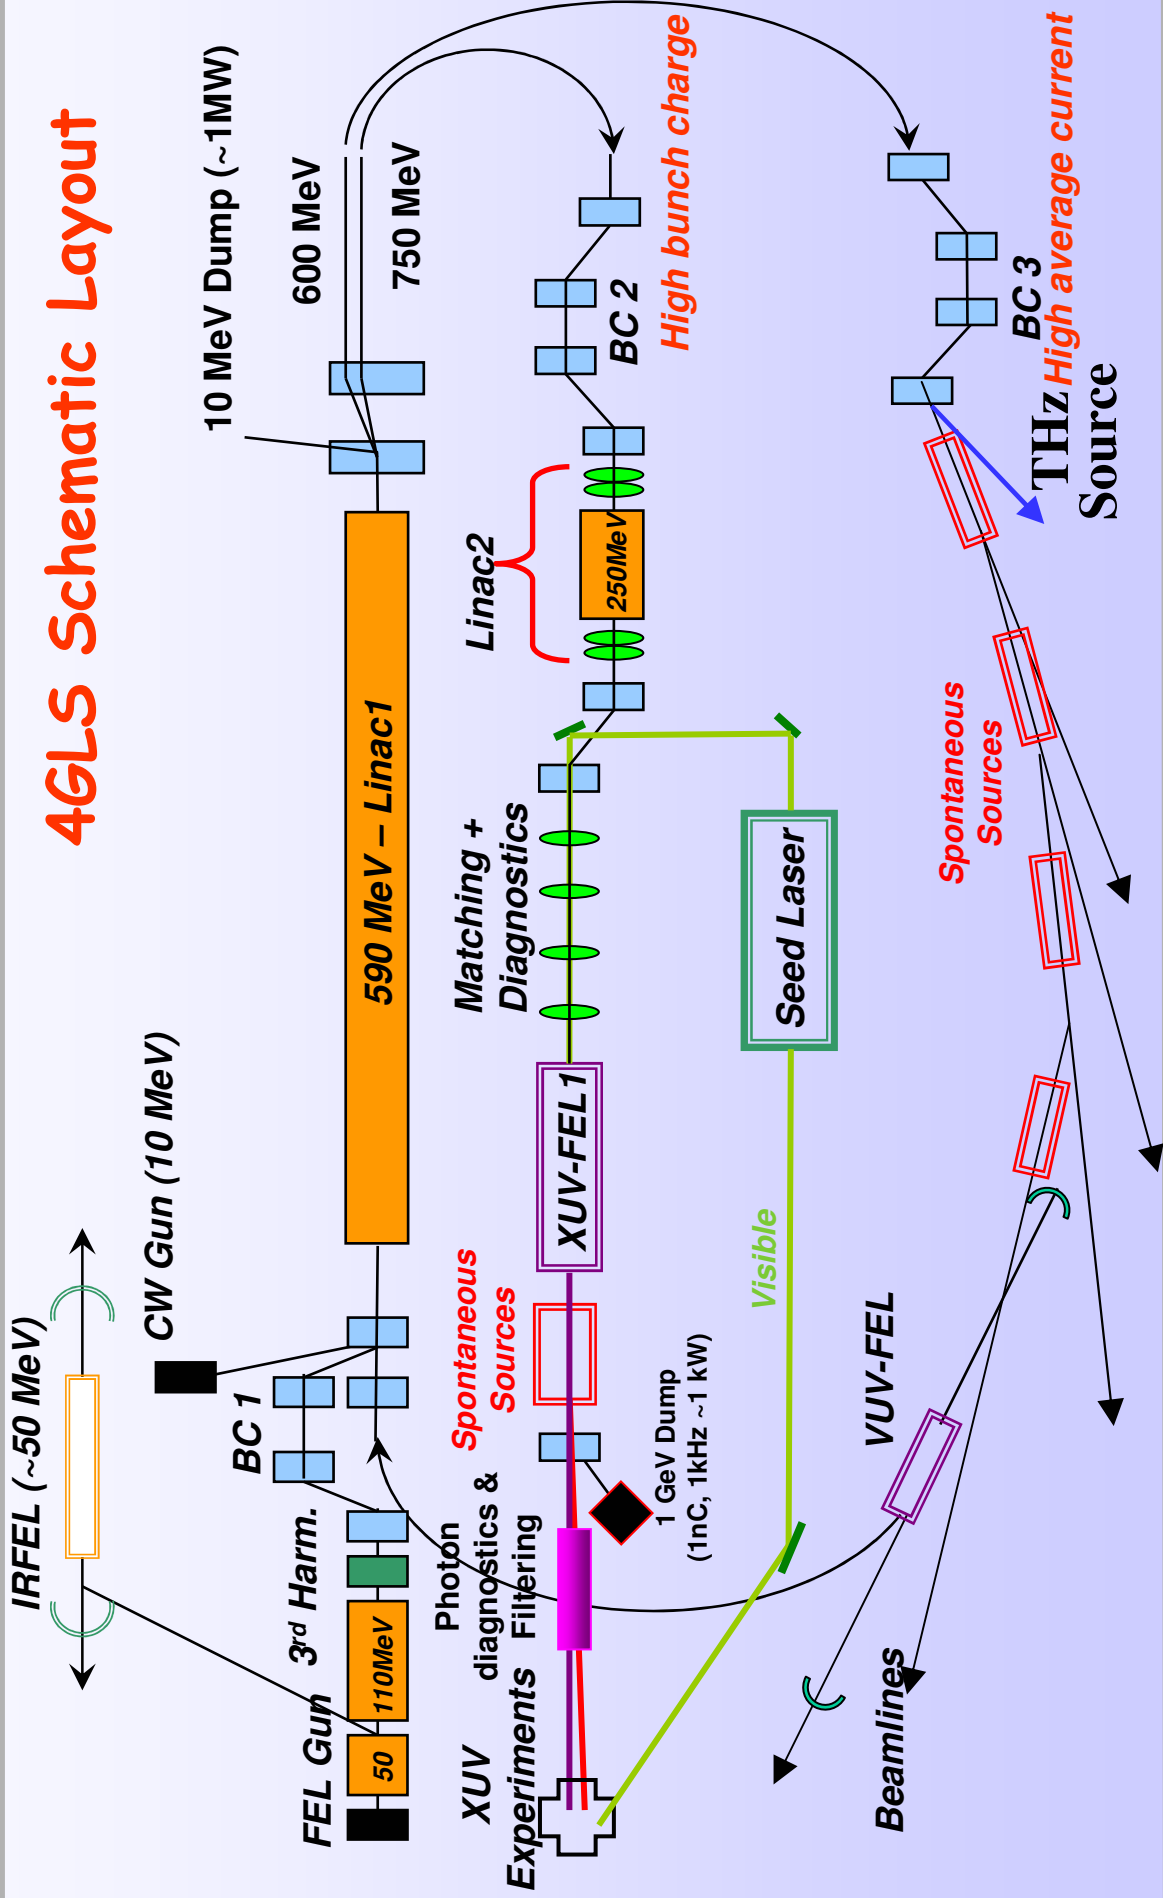 4GLS Schematic Layout
IRFEL (~50 MeV)
CW Gun (10 MeV)
10 MeV Dump (~1MW)
BC 1
600 MeV
FEL Gun
3rd Harm.
50
110MeV
590 MeV – Linac1
750 MeV
Photon
diagnostics &
Filtering
Spontaneous
Sources
Matching +
Diagnostics
Linac2
XUV
Experiments
XUV-FEL1
250MeV
BC 2
1 GeV Dump
(1nC, 1kHz ~1 kW)
High bunch charge
Visible
Seed Laser
VUV-FEL
Beamlines
Spontaneous
Sources
BC 3
High average current
THz
Source